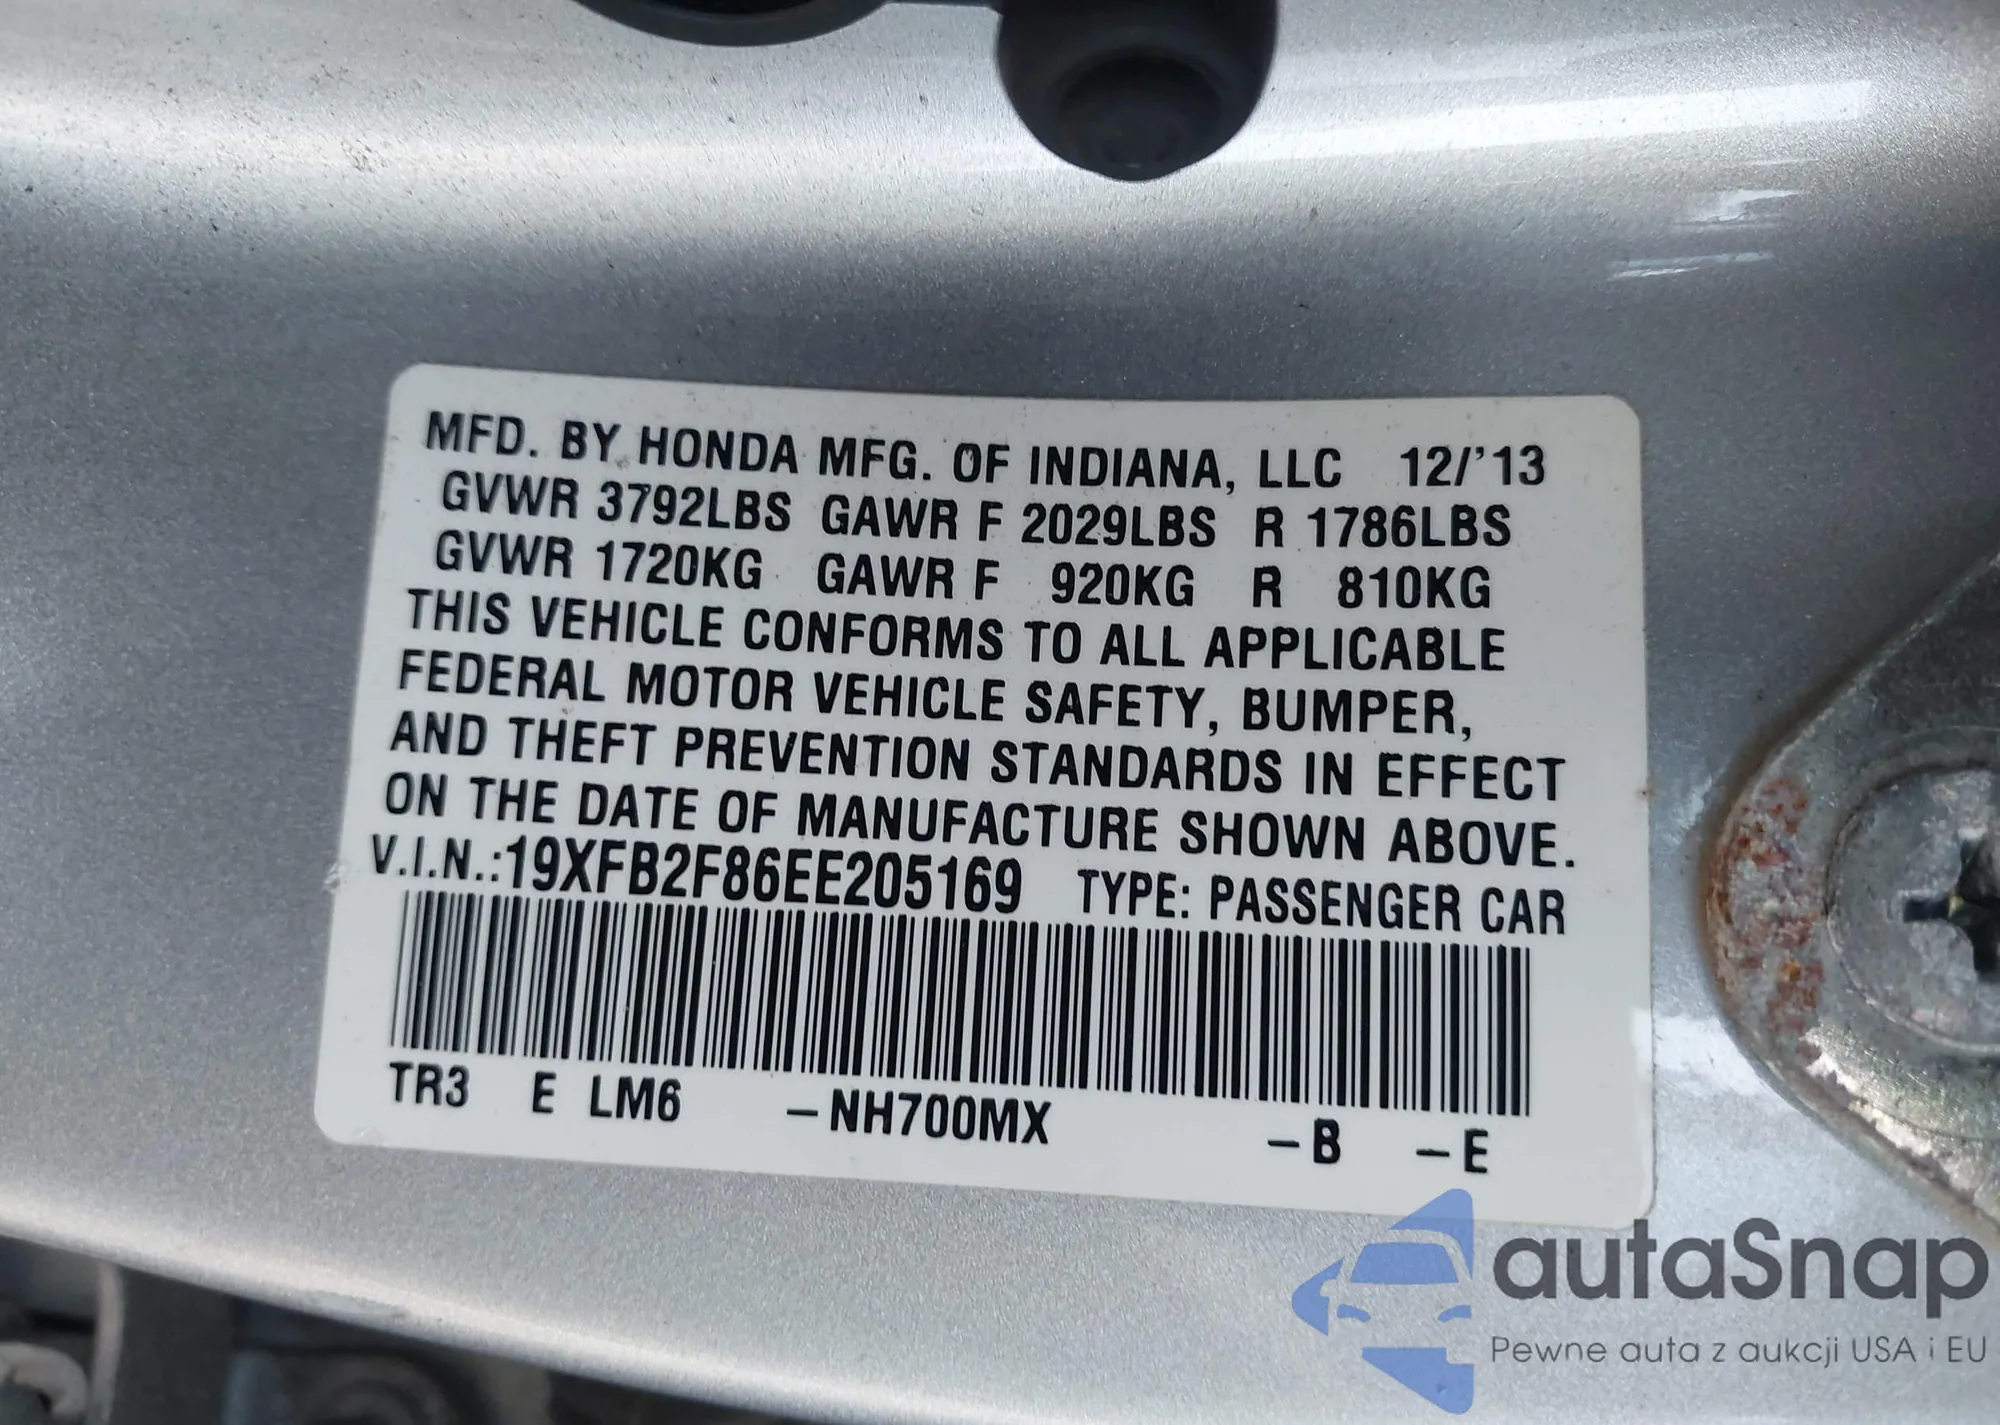 MFD. BY HONDA MFG. OF INDIANA, LLC 12/'13
GVWR 3792LBS GAWR F 2029LBS R 1786LBS
GVWR 1720KG GAWR F 920KG R 810KG
THIS VEHICLE CONFORMS TO ALL APPLICABLE
FEDERAL MOTOR VEHICLE SAFETY, BUMPER,
AND THEFT PREVENTION STANDARDS IN EFFECT
ON THE DATE OF MANUFACTURE SHOWN ABOVE.
V.I.N.:19XFB2F86EE205169 TYPE: PASSENGER CAR
TR3 E LM6 –NH700MX –B –E
autaSnap
Pewne auta z aukcji USA i EU